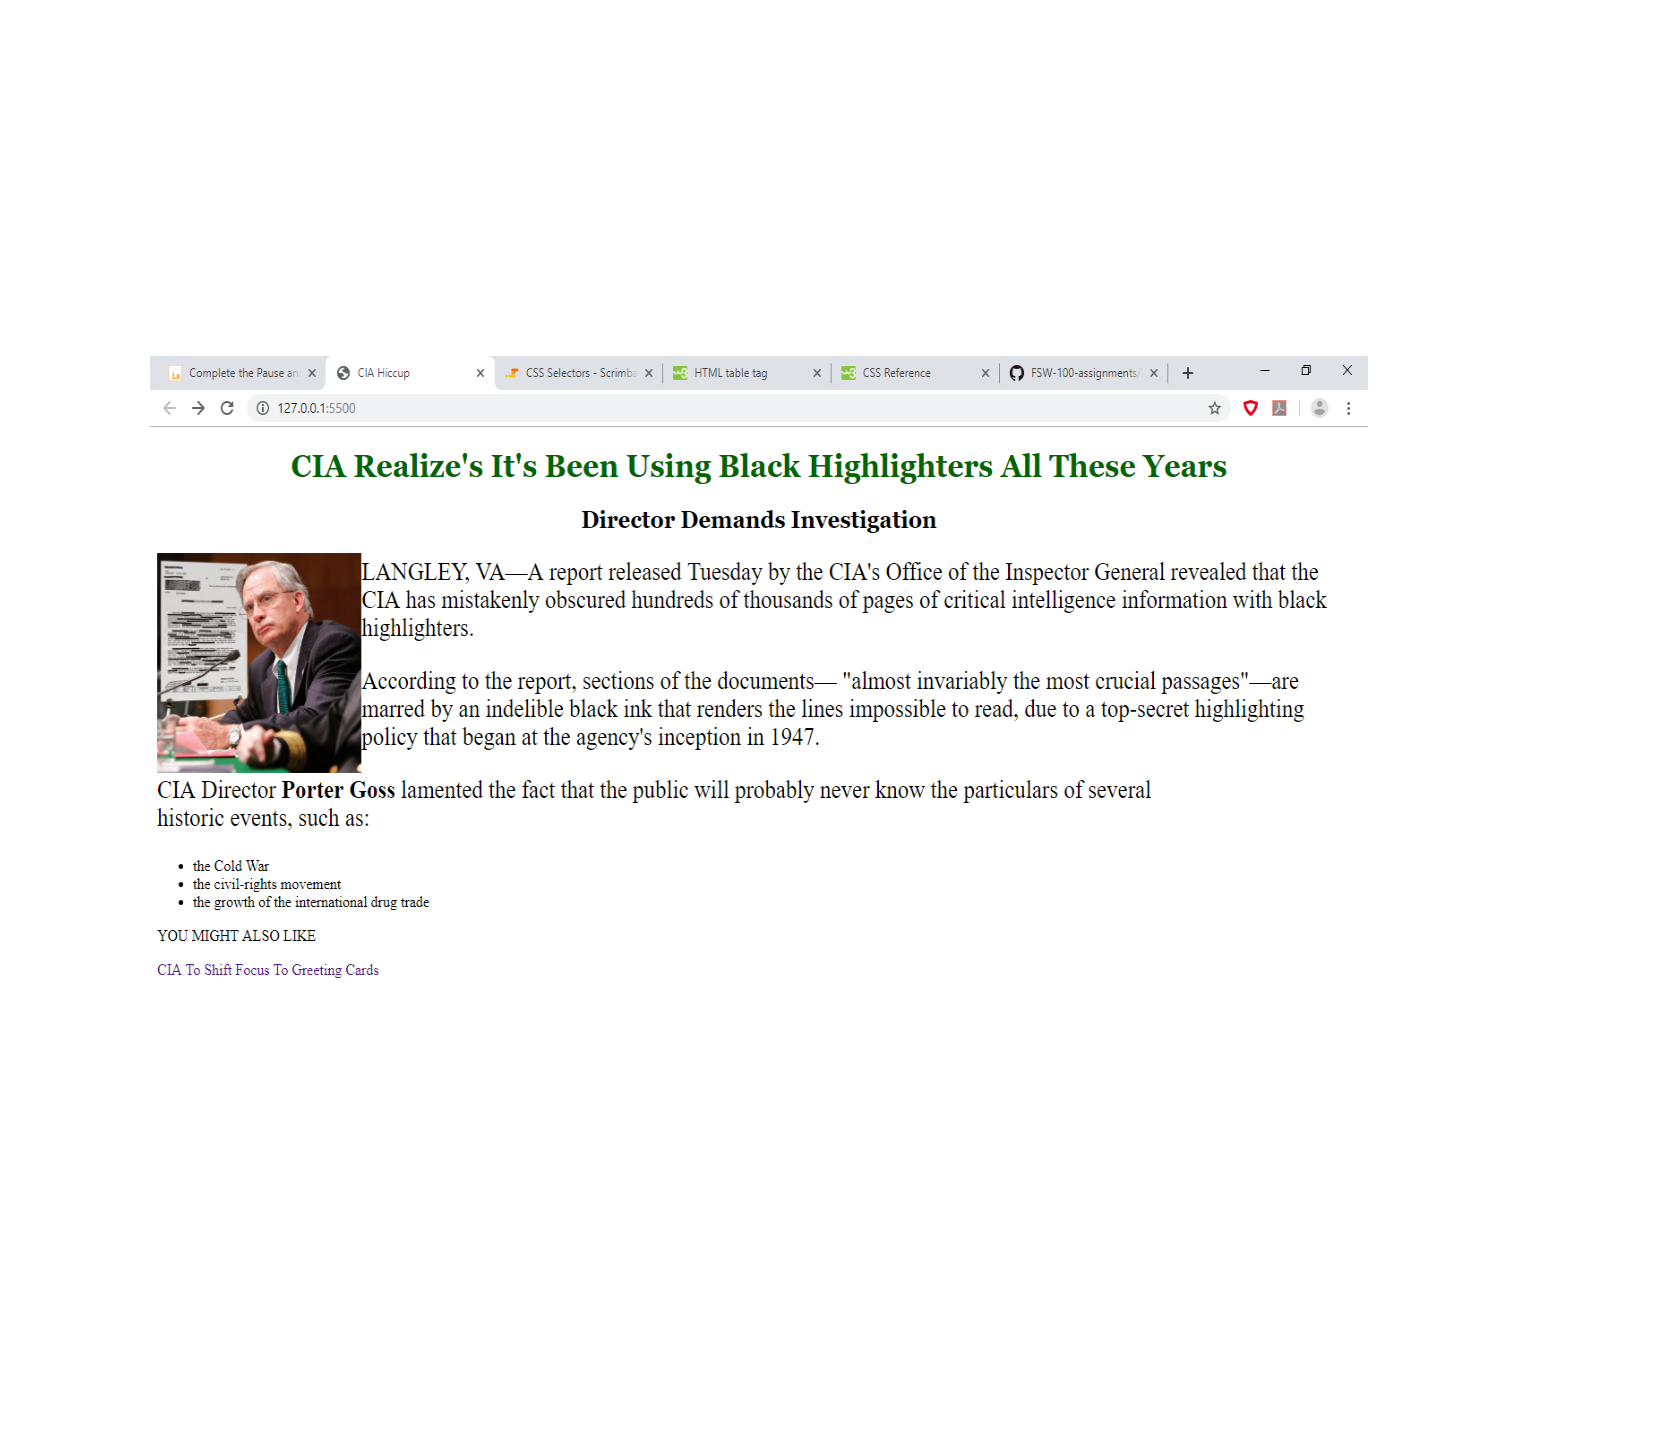 Complete the Pause an
CIA Hiccup
CSS Selectors - Scrimba
HTML table tag
CSS Reference
FSW-100-assignments/
127.0.0.1:5500
CIA Realize's It's Been Using Black Highlighters All These Years
Director Demands Investigation
LANGLEY, VA—A report released Tuesday by the CIA's Office of the Inspector General revealed that the
CIA has mistakenly obscured hundreds of thousands of pages of critical intelligence information with black
highlighters.
According to the report, sections of the documents— "almost invariably the most crucial passages"—are
marred by an indelible black ink that renders the lines impossible to read, due to a top-secret highlighting
policy that began at the agency's inception in 1947.
CIA Director Porter Goss lamented the fact that the public will probably never know the particulars of several
historic events, such as:
• the Cold War
• the civil-rights movement
• the growth of the international drug trade
YOU MIGHT ALSO LIKE
CIA To Shift Focus To Greeting Cards